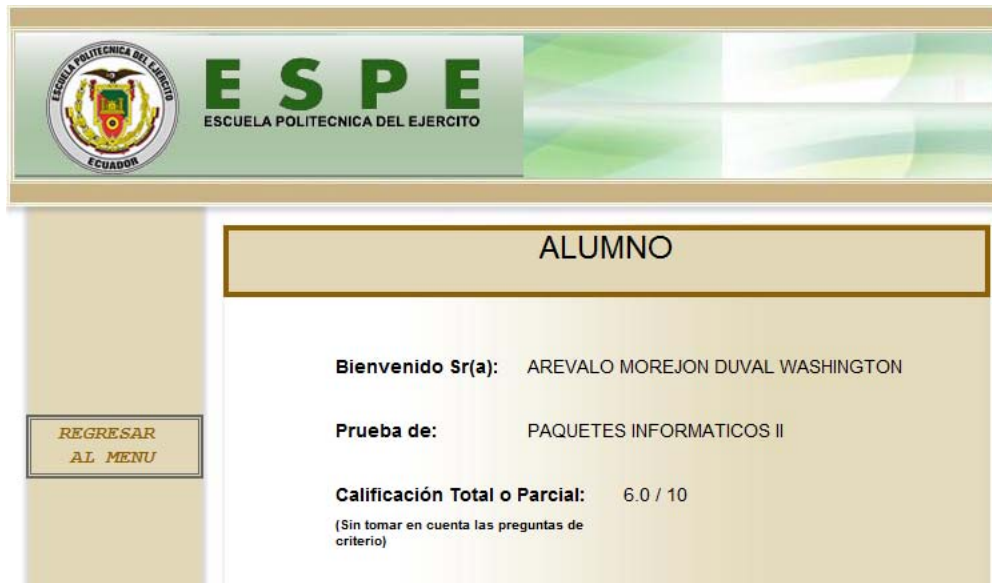 ESCUELA POLITECNICA DEL EJERCITO
ECUADOR
ESPE
ESCUELA POLITECNICA DEL EJERCITO
ALUMNO
Bienvenido Sr(a): AREVALO MOREJON DUVAL WASHINGTON
REGRESAR
AL MENU
Prueba de: PAQUETES INFORMATICOS II
Calificación Total o Parcial: 6.0 / 10
(Sin tomar en cuenta las preguntas de
criterio)